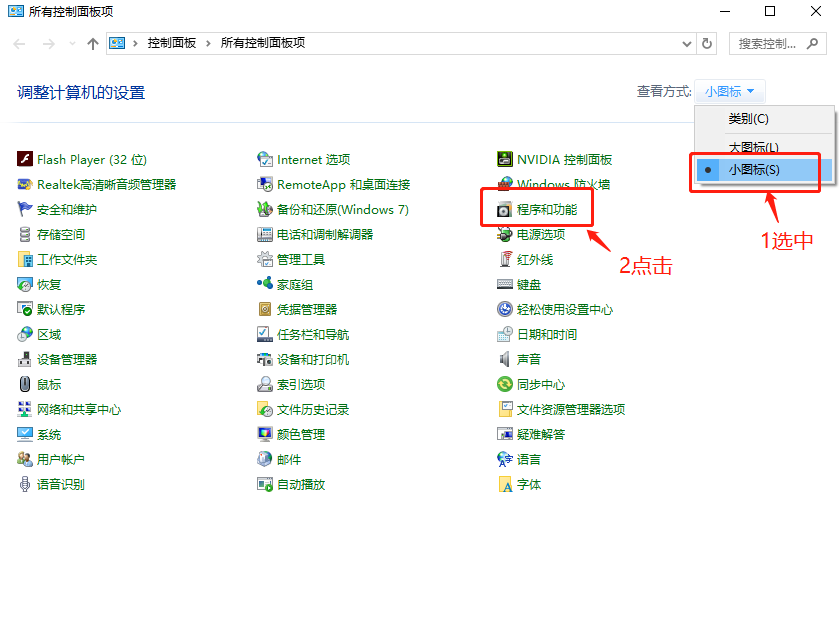 所有控制面板项
控制面板 › 所有控制面板项
搜索控制...
调整计算机的设置
查看方式: 小图标
类别(C)
大图标(L)
小图标(S)
1选中
2点击
Flash Player (32 位)
Internet 选项
NVIDIA 控制面板
Realtek高清晰音频管理器
RemoteApp 和桌面连接
Windows 防火墙
安全和维护
备份和还原(Windows 7)
程序和功能
存储空间
电话和调制解调器
电源选项
工作文件夹
管理工具
红外线
恢复
家庭组
键盘
默认程序
凭据管理器
轻松使用设置中心
区域
任务栏和导航
日期和时间
设备管理器
设备和打印机
声音
鼠标
索引选项
同步中心
网络和共享中心
文件历史记录
文件资源管理器选项
系统
颜色管理
疑难解答
用户帐户
邮件
语言
语音识别
自动播放
字体